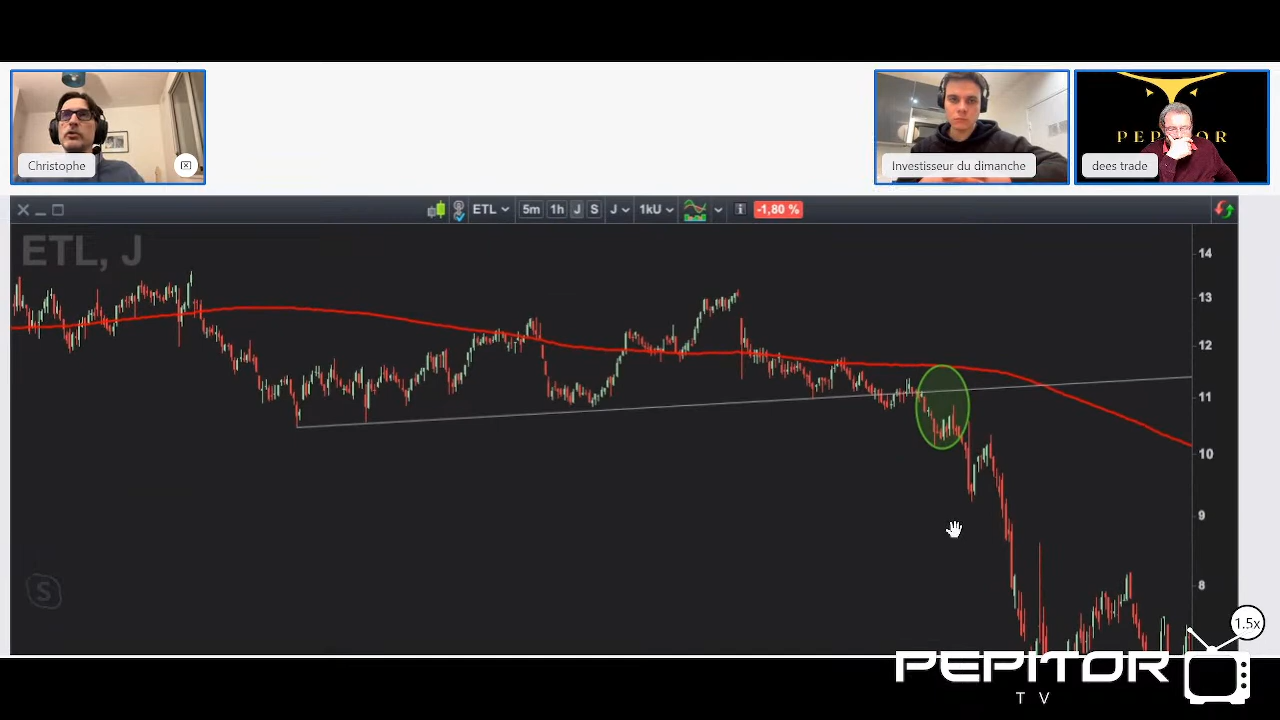 Christophe
Investisseur du dimanche
PEPITOR
dees trade
ETL 5m 1h J S J 1kU i -1,80 %
ETL, J
14
13
12
11
10
9
8
S
1.5x
PEPITOR
TV